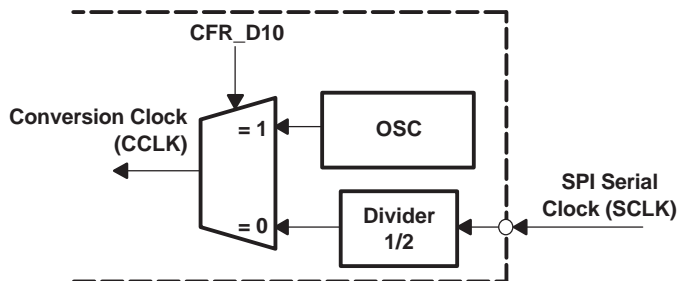 CFR_D10
Conversion Clock
(CCLK)
= 1
OSC
SPI Serial
Clock (SCLK)
= 0
Divider
1/2